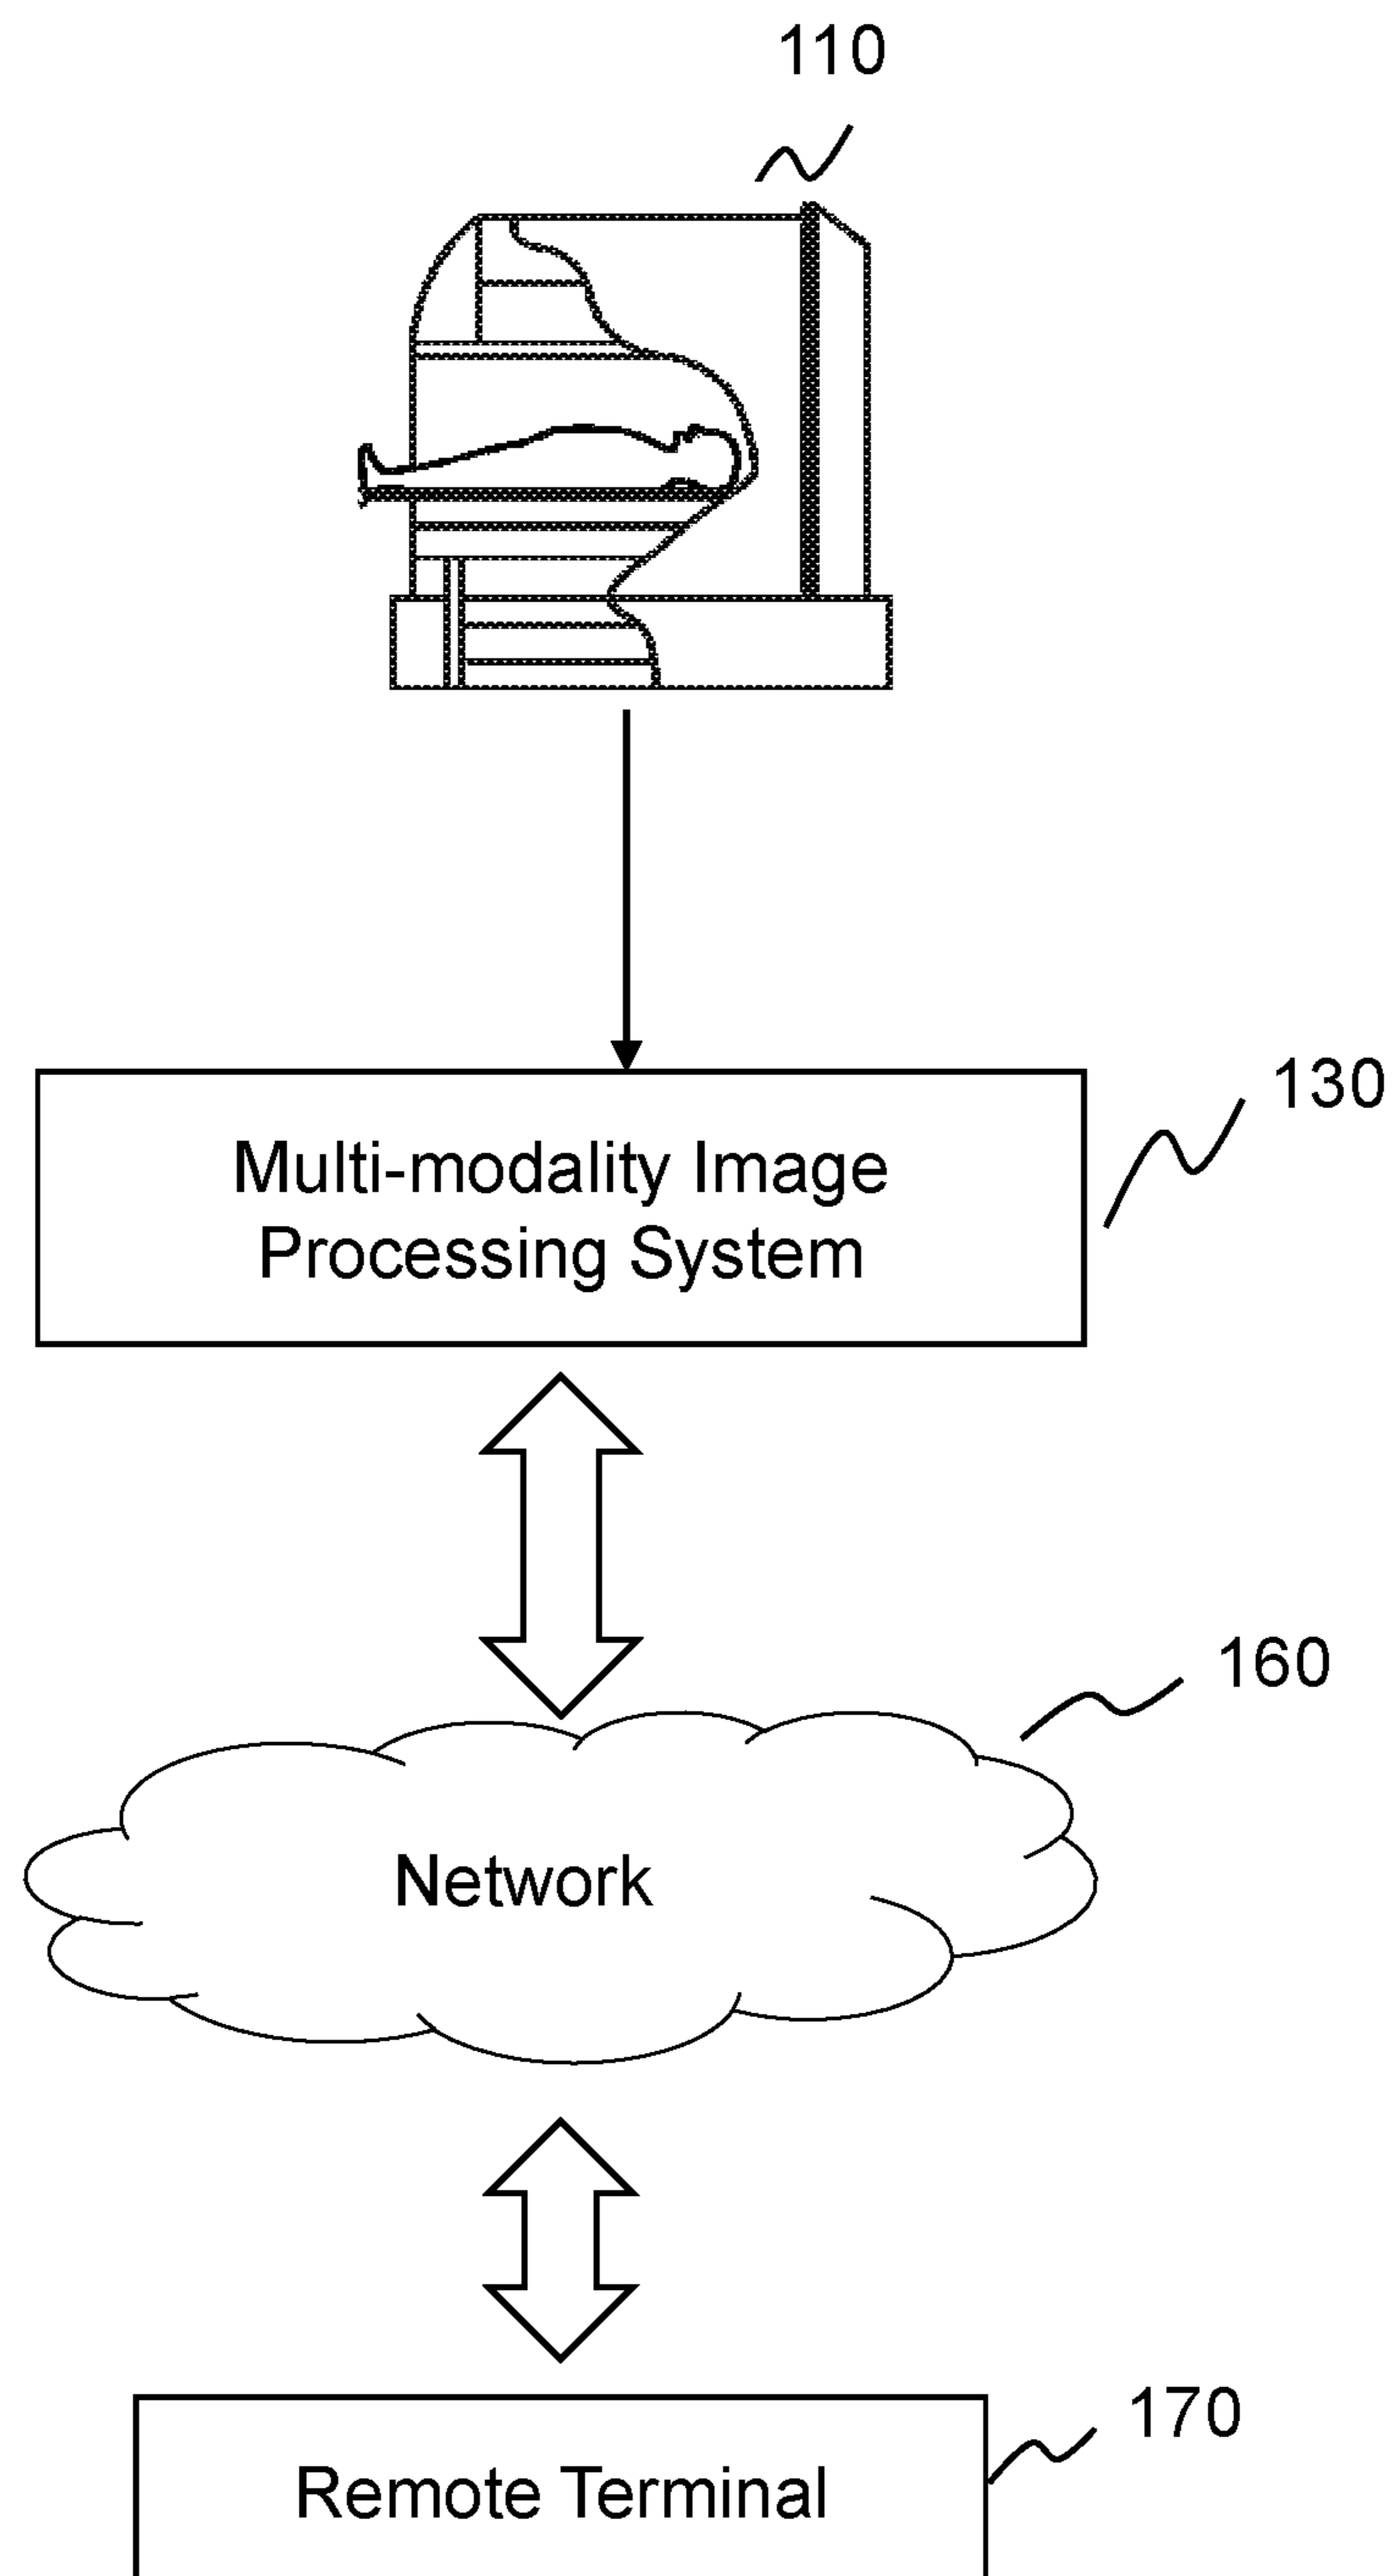 110
130
Multi-modality Image
Processing System
160
Network
170
Remote Terminal